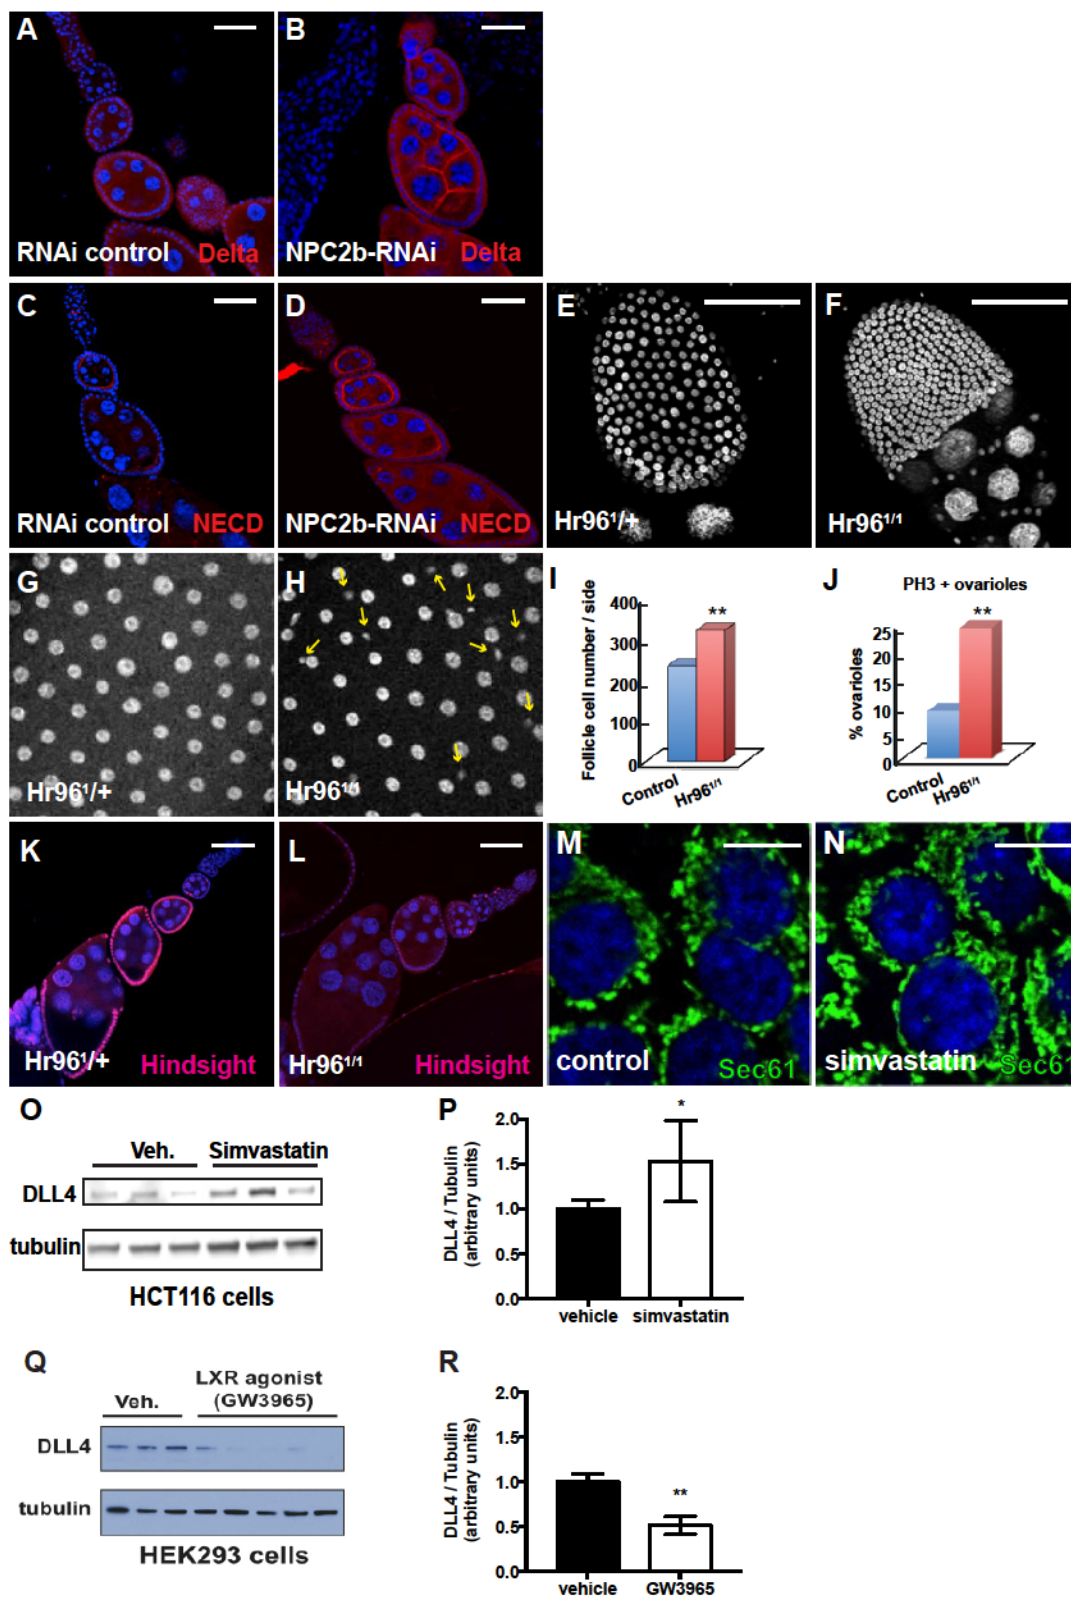 A
B
RNAi control Delta
NPC2b-RNAi Delta
C
D
E
F
RNAi control NECD
NPC2b-RNAi NECD
Hr96¹/+
Hr96¹/¹
G
H
I
J
Hr96¹/+
Hr96¹/¹
Follicle cell number / side
400
300
200
100
0
**
Control
Hr96¹/¹
PH3 + ovarioles
% ovarioles
25
20
15
10
5
0
**
Control
Hr96¹/¹
K
L
M
N
Hr96¹/+ Hindsight
Hr96¹/¹ Hindsight
control Sec61
simvastatin Sec61
O
Veh. Simvastatin
DLL4
tubulin
HCT116 cells
P
DLL4 / Tubulin
(arbitrary units)
2.0
1.5
1.0
0.5
0.0
*
vehicle simvastatin
Q
LXR agonist
Veh. (GW3965)
DLL4
tubulin
HEK293 cells
R
DLL4 / Tubulin
(arbitrary units)
2.0
1.5
1.0
0.5
0.0
**
vehicle GW3965